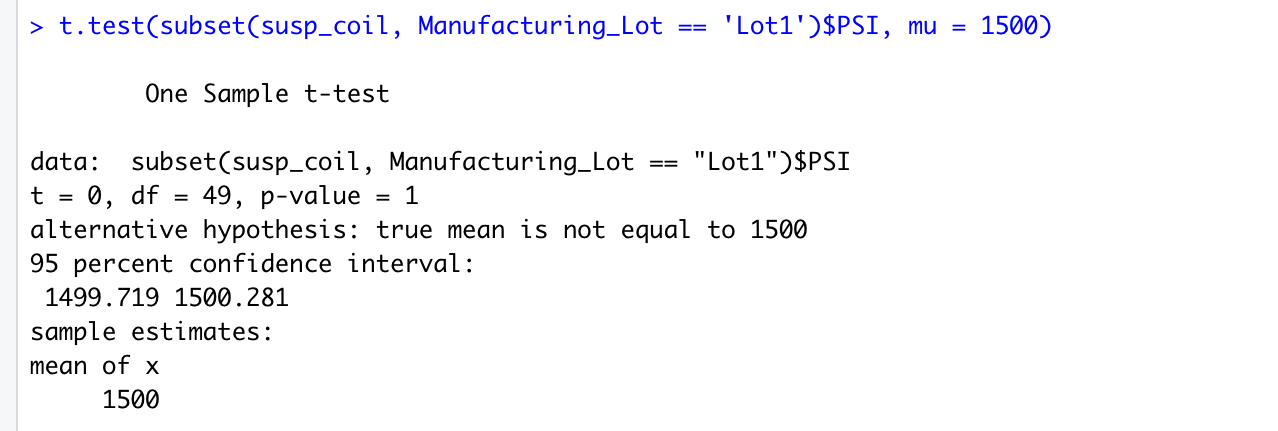 > t.test(subset(susp_coil, Manufacturing_Lot == 'Lot1')$PSI, mu = 1500)
One Sample t-test
data:  subset(susp_coil, Manufacturing_Lot == "Lot1")$PSI
t = 0, df = 49, p-value = 1
alternative hypothesis: true mean is not equal to 1500
95 percent confidence interval:
1499.719 1500.281
sample estimates:
mean of x
1500